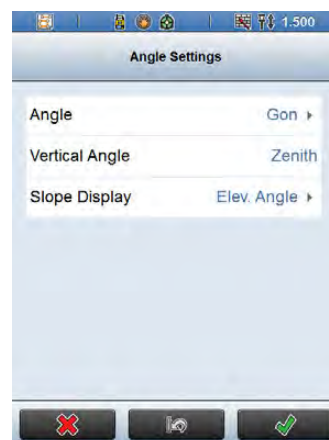 1.500
Angle Settings
Angle Gon
Vertical Angle Zenith
Slope Display Elev. Angle